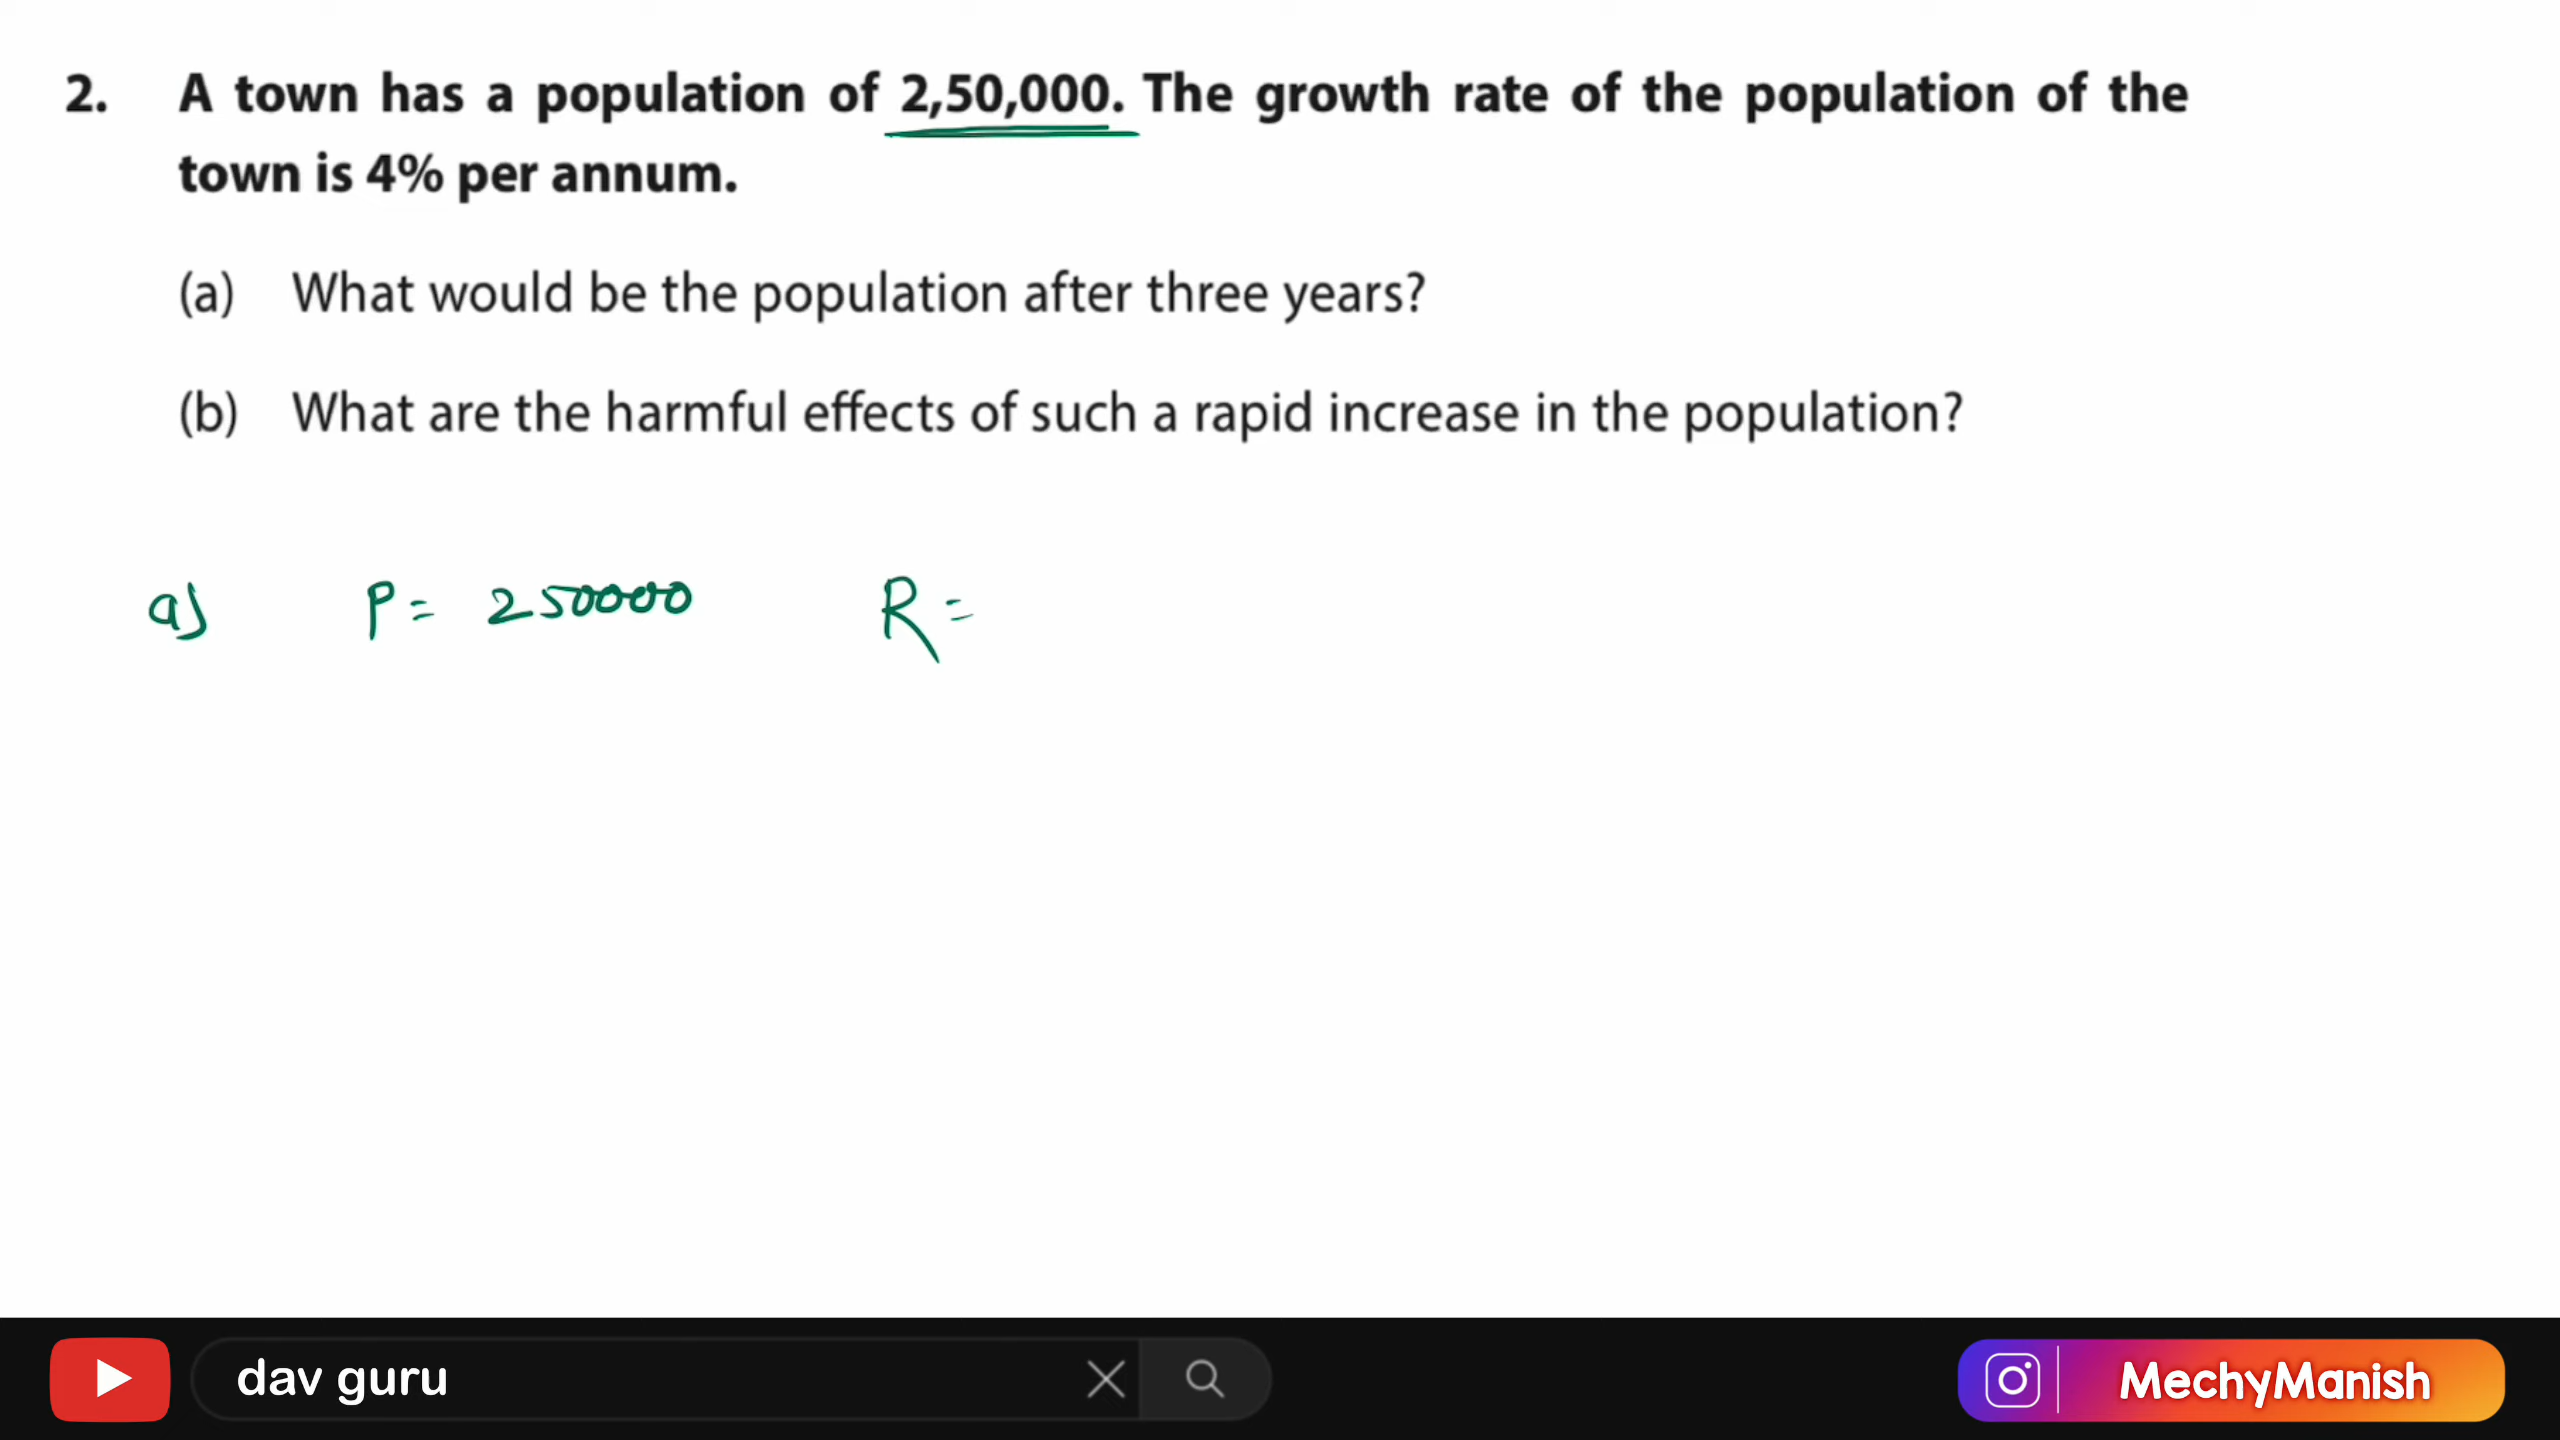 2. A town has a population of 2,50,000. The growth rate of the population of the
town is 4% per annum.
(a) What would be the population after three years?
(b) What are the harmful effects of such a rapid increase in the population?
a) P = 250000 R =
dav guru
MechyManish